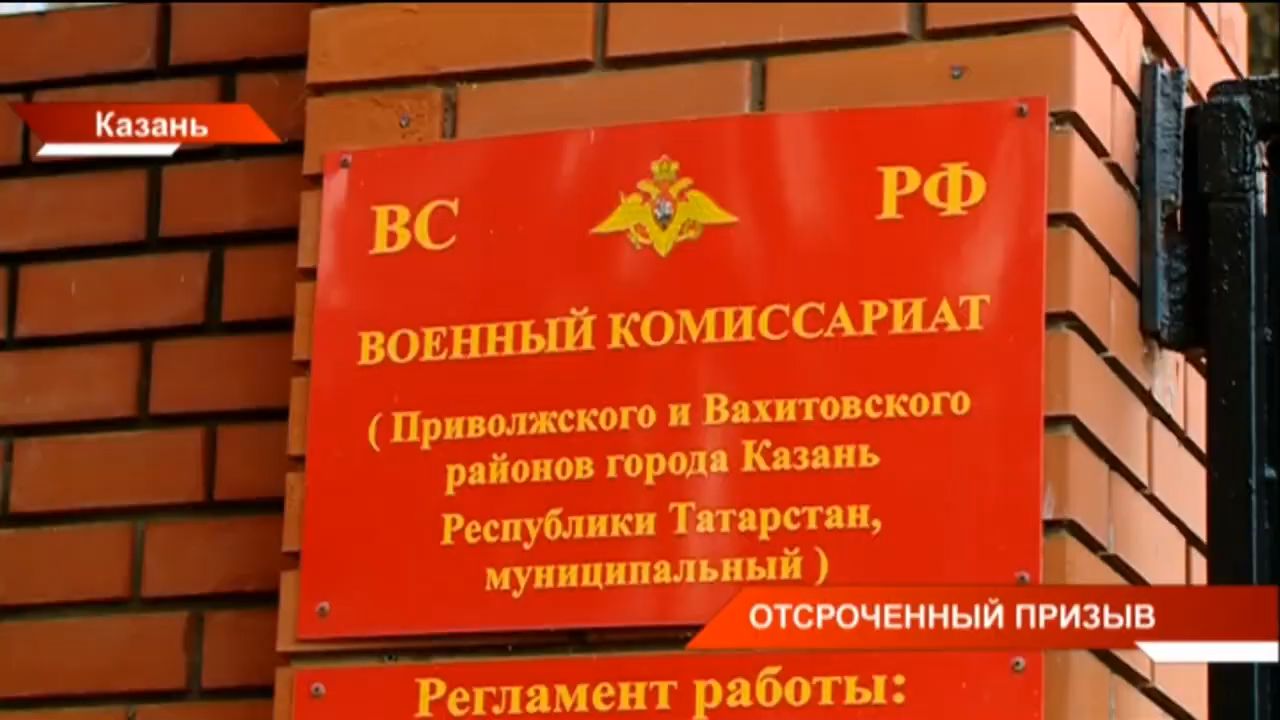 Казань
ВС РФ
ВОЕННЫЙ КОМИССАРИАТ
( Приволжского и Вахитовского
районов города Казань
Республики Татарстан,
муниципальный )
ОТСРОЧЕННЫЙ ПРИЗЫВ
Регламент работы: